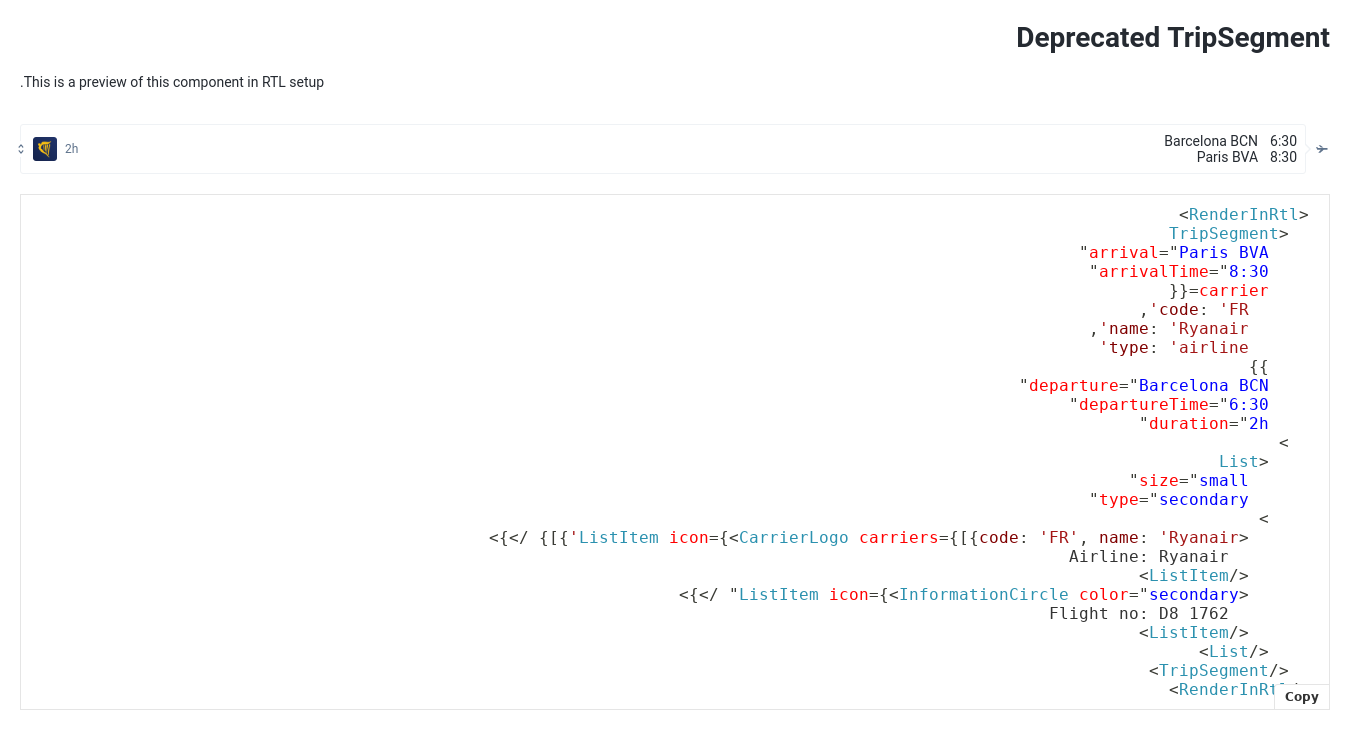 Deprecated TripSegment
.This is a preview of this component in RTL setup
2h
Barcelona BCN 6:30
Paris BVA 8:30
<RenderInRtl>
TripSegment>
"arrival="Paris BVA
"arrivalTime="8:30
}}=carrier
,'code: 'FR
,'name: 'Ryanair
'type: 'airline
{{
"departure="Barcelona BCN
"departureTime="6:30
"duration="2h
<
List>
"size="small
"type="secondary
<
<{</ {[{'ListItem icon={<CarrierLogo carriers={[{code: 'FR', name: 'Ryanair>
Airline: Ryanair
<ListItem/>
<{</ "ListItem icon={<InformationCircle color="secondary>
Flight no: D8 1762
<ListItem/>
<List/>
<TripSegment/>
<RenderInRt
Copy